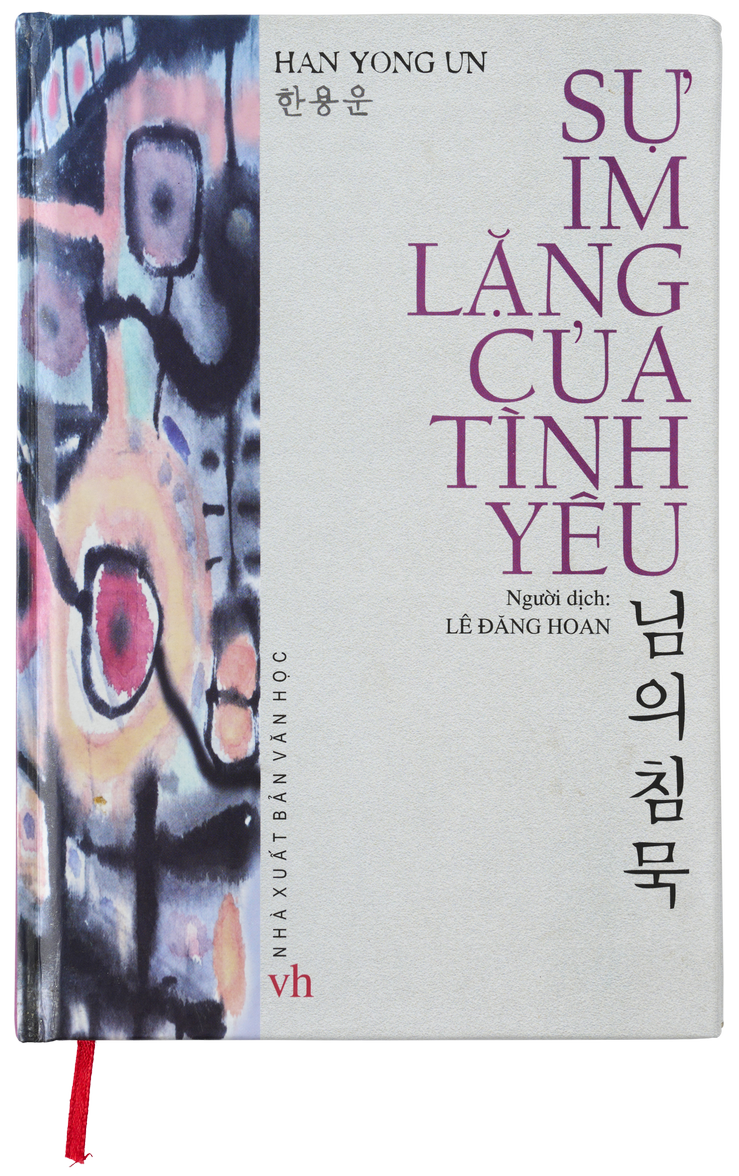 HAN YONG UN
한용운
SỰ
IM
LẶNG
CỦA
TÌNH
YÊU
Người dịch:
LÊ ĐĂNG HOAN
님의 침묵
NHÀ XUẤT BẢN VĂN HỌC
vh